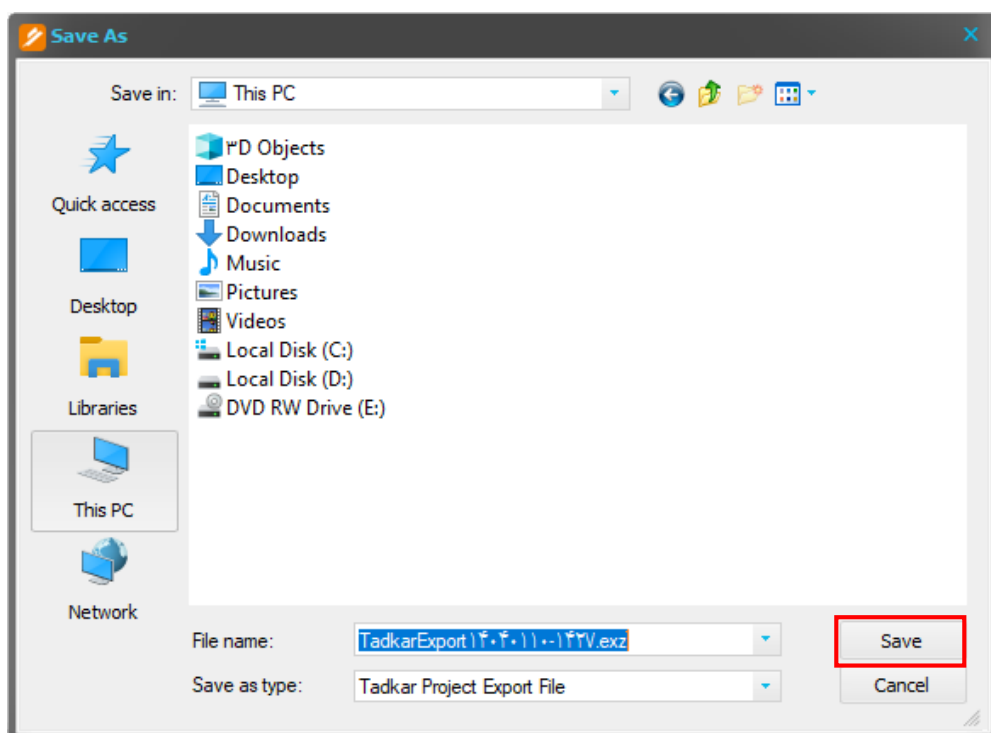 Save As
Save in:
This PC
Quick access
Desktop
Libraries
This PC
Network
۳D Objects
Desktop
Documents
Downloads
Music
Pictures
Videos
Local Disk (C:)
Local Disk (D:)
DVD RW Drive (E:)
File name:
TadkarExport۱۴۰۴۰۱۱۰-۱۴۲۷.exz
Save
Save as type:
Tadkar Project Export File
Cancel